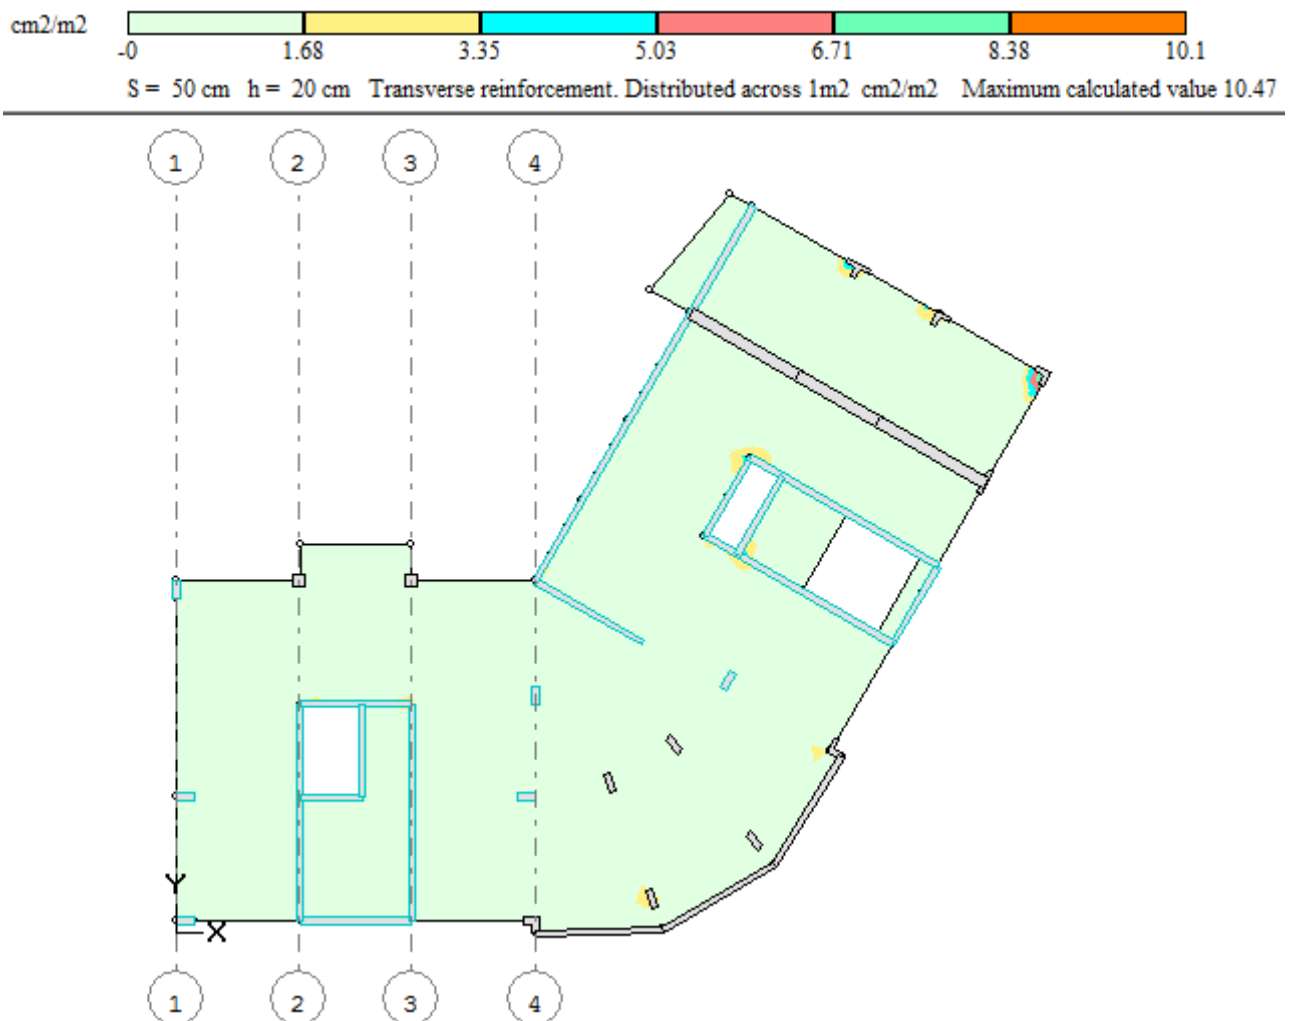 cm2/m2
-0 1.68 3.35 5.03 6.71 8.38 10.1
S = 50 cm h = 20 cm Transverse reinforcement. Distributed across 1m2 cm2/m2 Maximum calculated value 10.47
1 2 3 4
Y
X
1 2 3 4